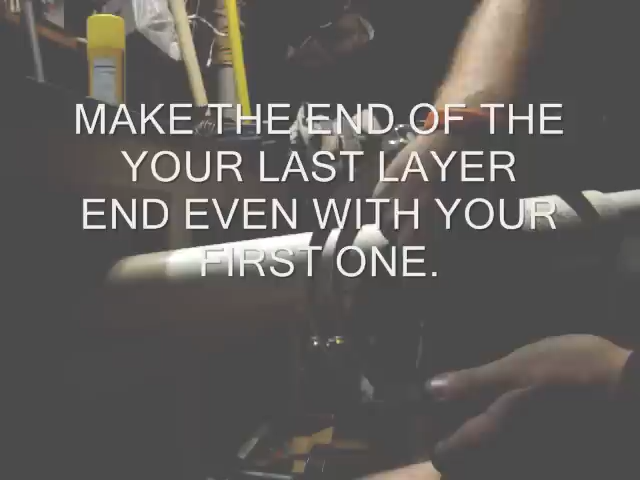 MAKE THE END OF THE
YOUR LAST LAYER
END EVEN WITH YOUR
FIRST ONE.